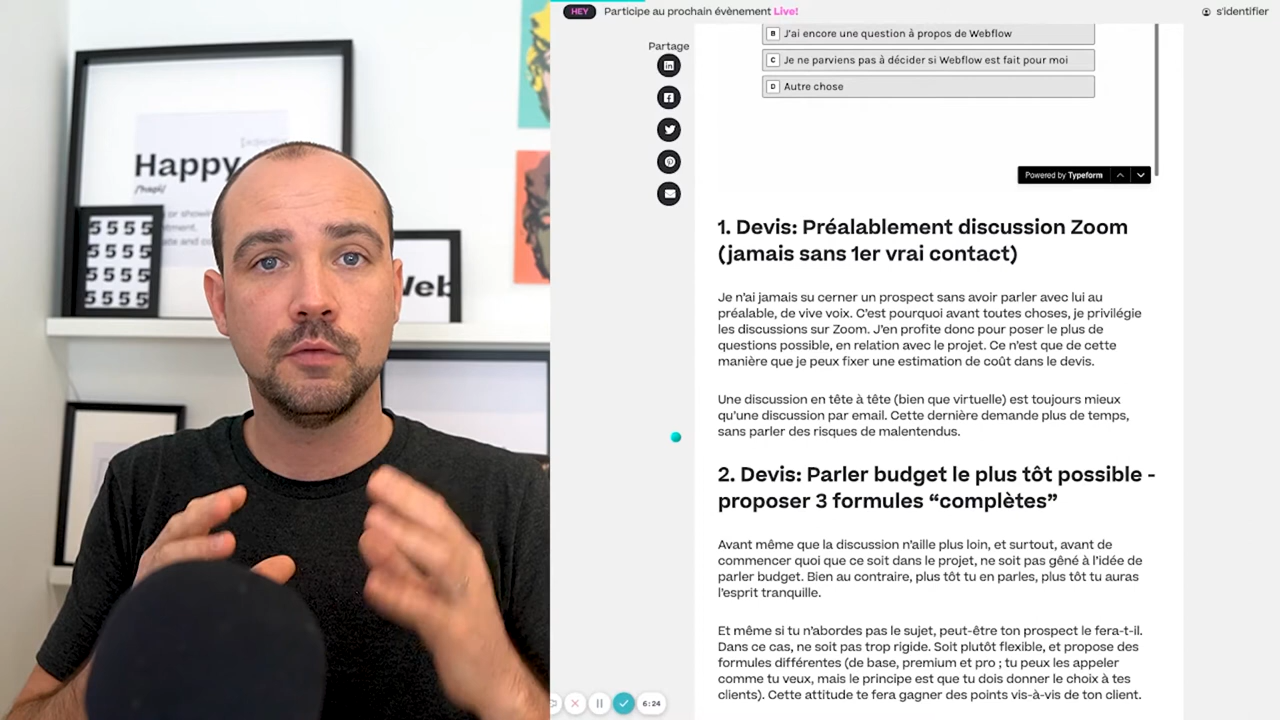 HEY Participe au prochain évènement Live!
s'identifier
Partage
B J'ai encore une question à propos de Webflow
C Je ne parviens pas à décider si Webflow est fait pour moi
D Autre chose
Powered by Typeform
1. Devis: Préalablement discussion Zoom
(jamais sans 1er vrai contact)
Je n'ai jamais su cerner un prospect sans avoir parler avec lui au
préalable, de vive voix. C'est pourquoi avant toutes choses, je privilégie
les discussions sur Zoom. J'en profite donc pour poser le plus de
questions possible, en relation avec le projet. Ce n'est que de cette
manière que je peux fixer une estimation de coût dans le devis.
Une discussion en tête à tête (bien que virtuelle) est toujours mieux
qu'une discussion par email. Cette dernière demande plus de temps,
sans parler des risques de malentendus.
2. Devis: Parler budget le plus tôt possible -
proposer 3 formules “complètes”
Avant même que la discussion n'aille plus loin, et surtout, avant de
commencer quoi que ce soit dans le projet, ne soit pas gêné à l'idée de
parler budget. Bien au contraire, plus tôt tu en parles, plus tôt tu auras
l'esprit tranquille.
Et même si tu n'abordes pas le sujet, peut-être ton prospect le fera-t-il.
Dans ce cas, ne soit pas trop rigide. Soit plutôt flexible, et propose des
formules différentes (de base, premium et pro ; tu peux les appeler
comme tu veux, mais le principe est que tu dois donner le choix à tes
clients). Cette attitude te fera gagner des points vis-à-vis de ton client.
6:24
Happy
/'hapi/
or showin
ntment.
ate and co
5555
5555
5555
5555
Web